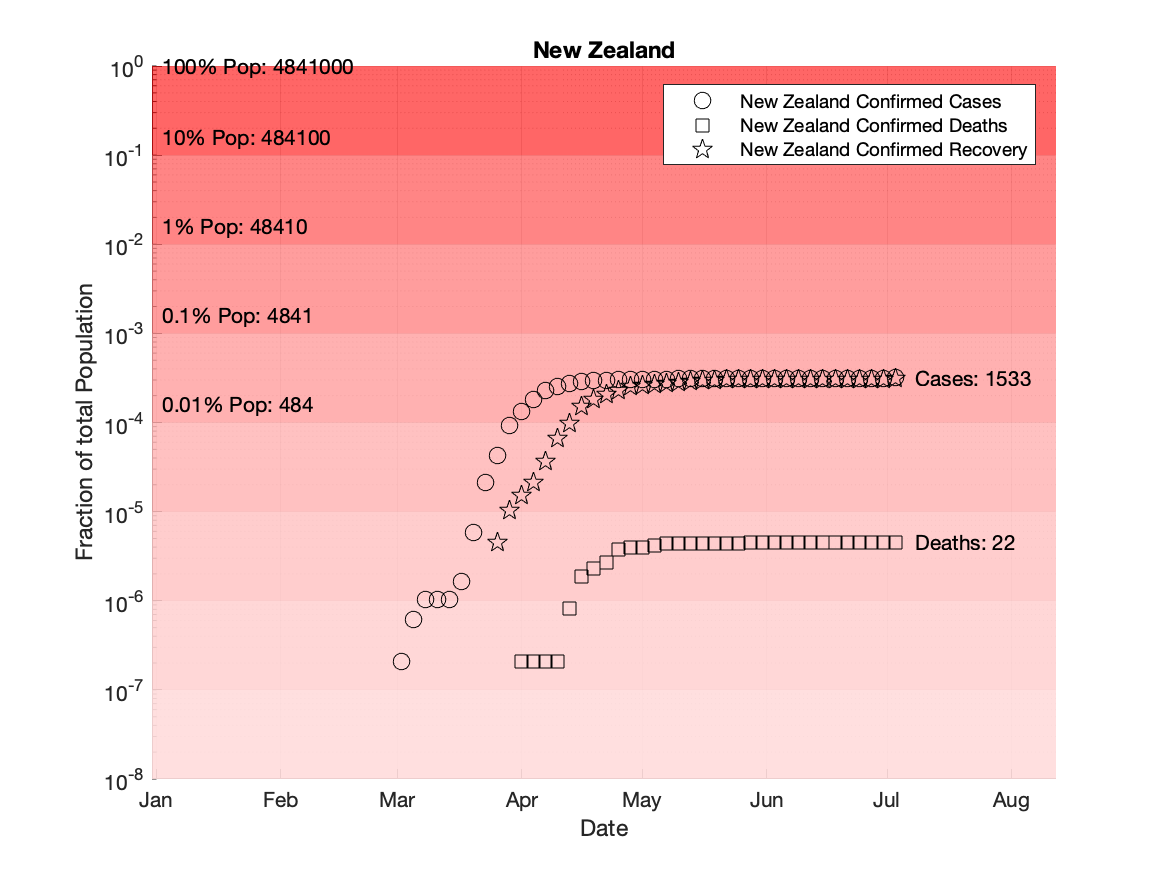 New Zealand
10^0
100% Pop: 4841000
New Zealand Confirmed Cases
New Zealand Confirmed Deaths
New Zealand Confirmed Recovery
10% Pop: 484100
10^-1
1% Pop: 48410
10^-2
0.1% Pop: 4841
10^-3
Cases: 1533
0.01% Pop: 484
10^-4
10^-5
Deaths: 22
10^-6
10^-7
10^-8
Fraction of total Population
Jan Feb Mar Apr May Jun Jul Aug
Date